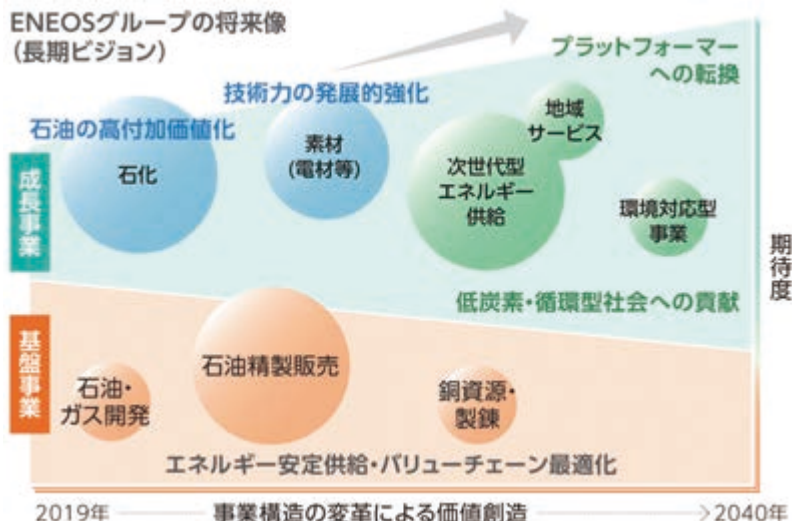 ENEOSグループの将来像
(長期ビジョン)
プラットフォーマー
への転換
技術力の発展的強化
石油の高付加価値化
地域
サービス
素材
(電材等)
石化
次世代型
エネルギー
供給
環境対応型
事業
成長事業
期待度
低炭素・循環型社会への貢献
基盤事業
石油精製販売
石油・
ガス開発
銅資源・
製錬
エネルギー安定供給・バリューチェーン最適化
2019年 事業構造の変革による価値創造 2040年